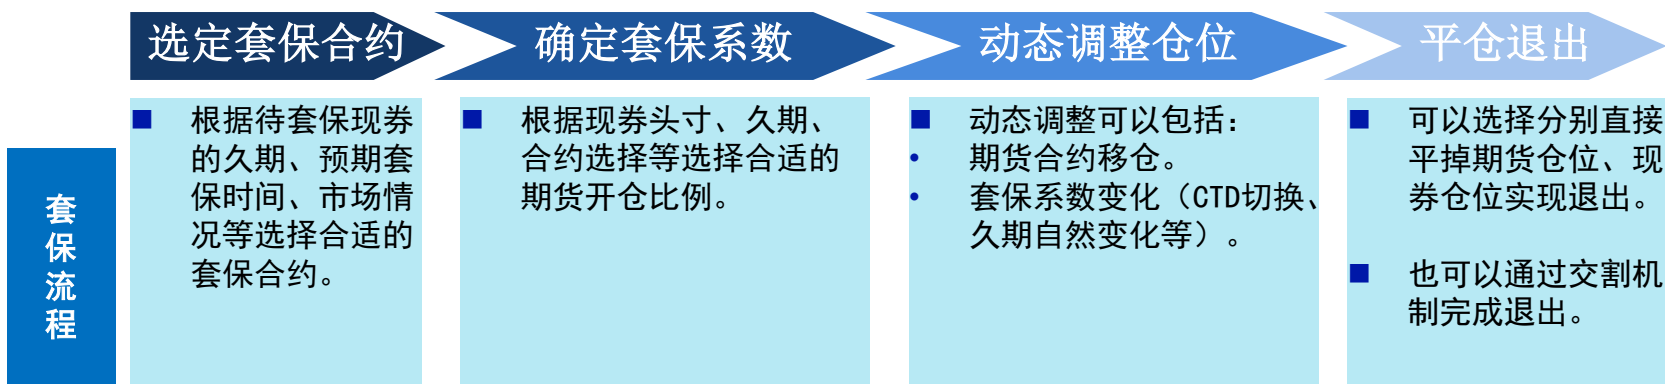 选定套保合约
确定套保系数
动态调整仓位
平仓退出
套保流程
■ 根据待套保现券
的久期、预期套
保时间、市场情
况等选择合适的
套保合约。
■ 根据现券头寸、久期、
合约选择等选择合适的
期货开仓比例。
■ 动态调整可以包括：
• 期货合约移仓。
• 套保系数变化（CTD切换、
久期自然变化等）。
■ 可以选择分别直接
平掉期货仓位、现
券仓位实现退出。
■ 也可以通过交割机
制完成退出。